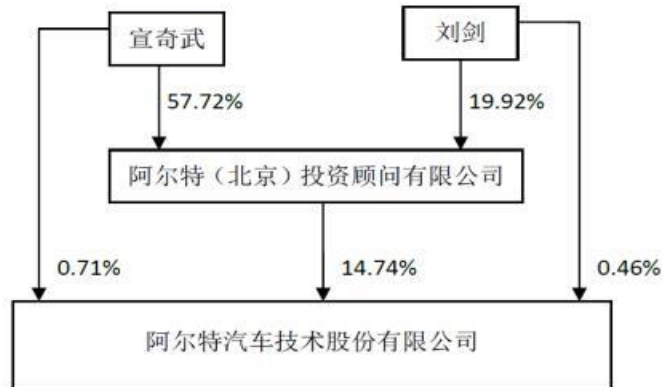 宣奇武
刘剑
57.72%
19.92%
阿尔特（北京）投资顾问有限公司
0.71%
14.74%
0.46%
阿尔特汽车技术股份有限公司